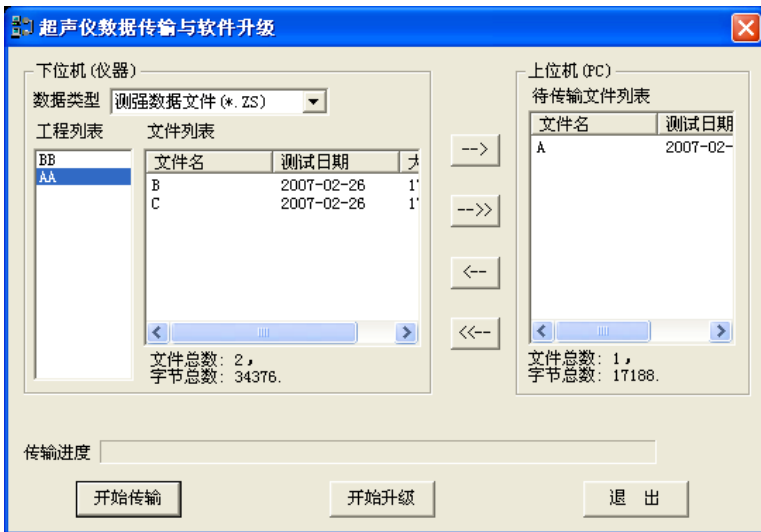 超声仪数据传输与软件升级
下位机(仪器)
数据类型 测强数据文件(*.ZS)
工程列表 文件列表
BB
AA
文件名 测试日期
B 2007-02-26
C 2007-02-26
文件总数: 2,
字节总数: 34376.
-->
-->>
<--
<<--
上位机(PC)
待传输文件列表
文件名 测试日期
A 2007-02-
文件总数: 1,
字节总数: 17188.
传输进度
开始传输 开始升级 退 出